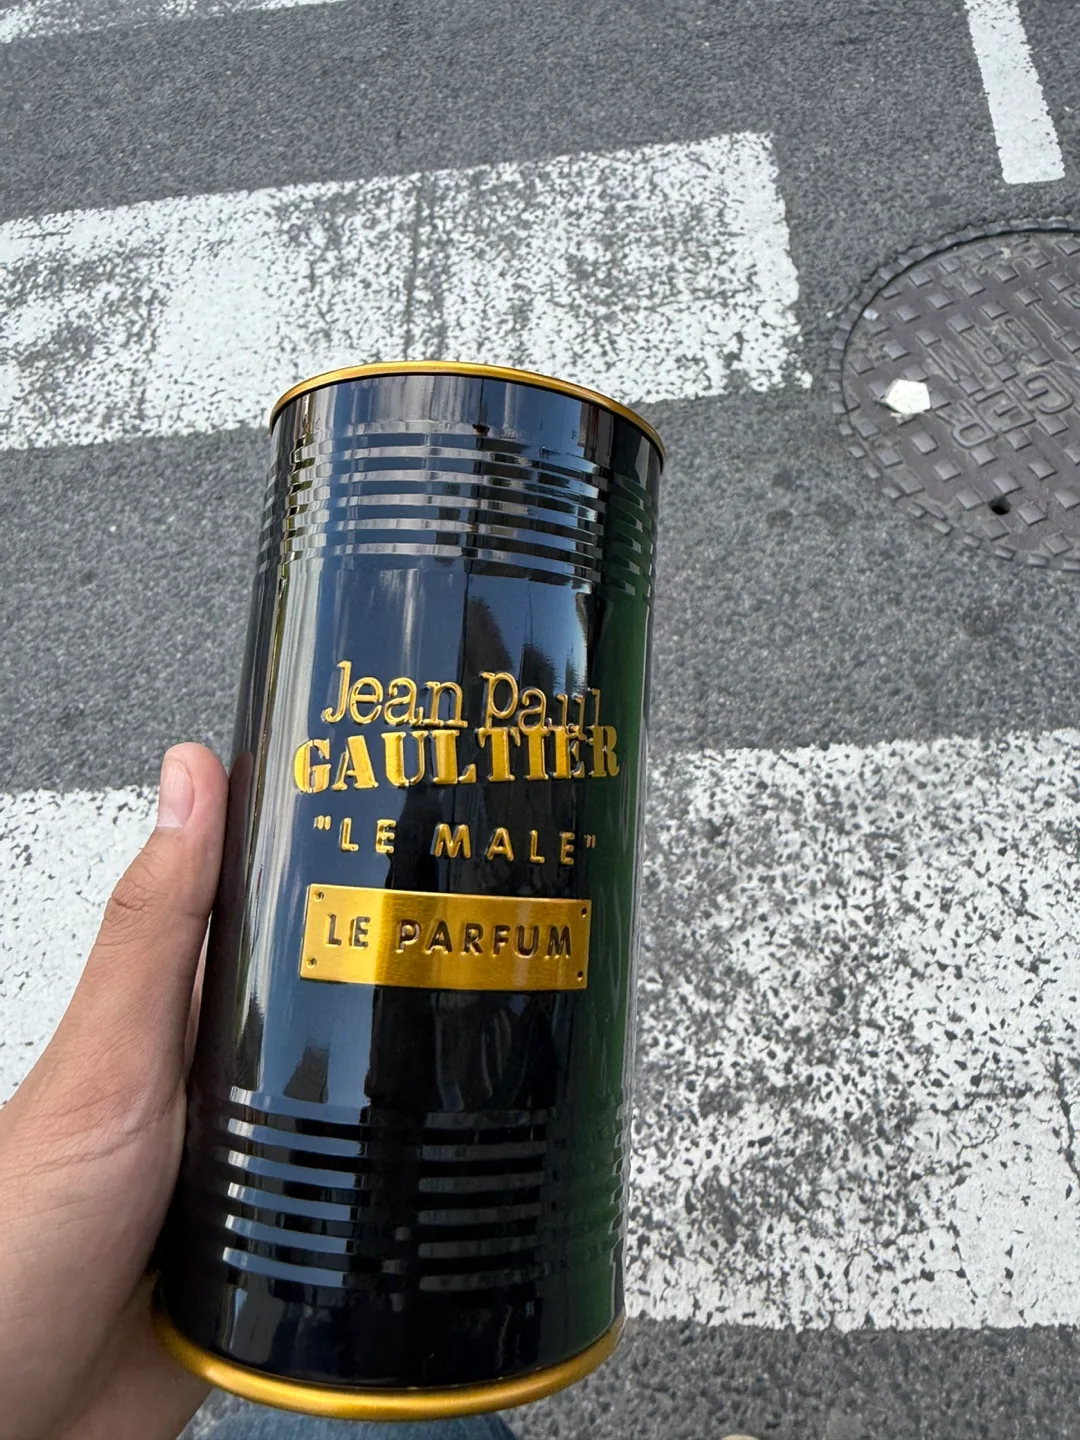 Jean Paul
GAULTIER
"LE MALE"
LE PARFUM